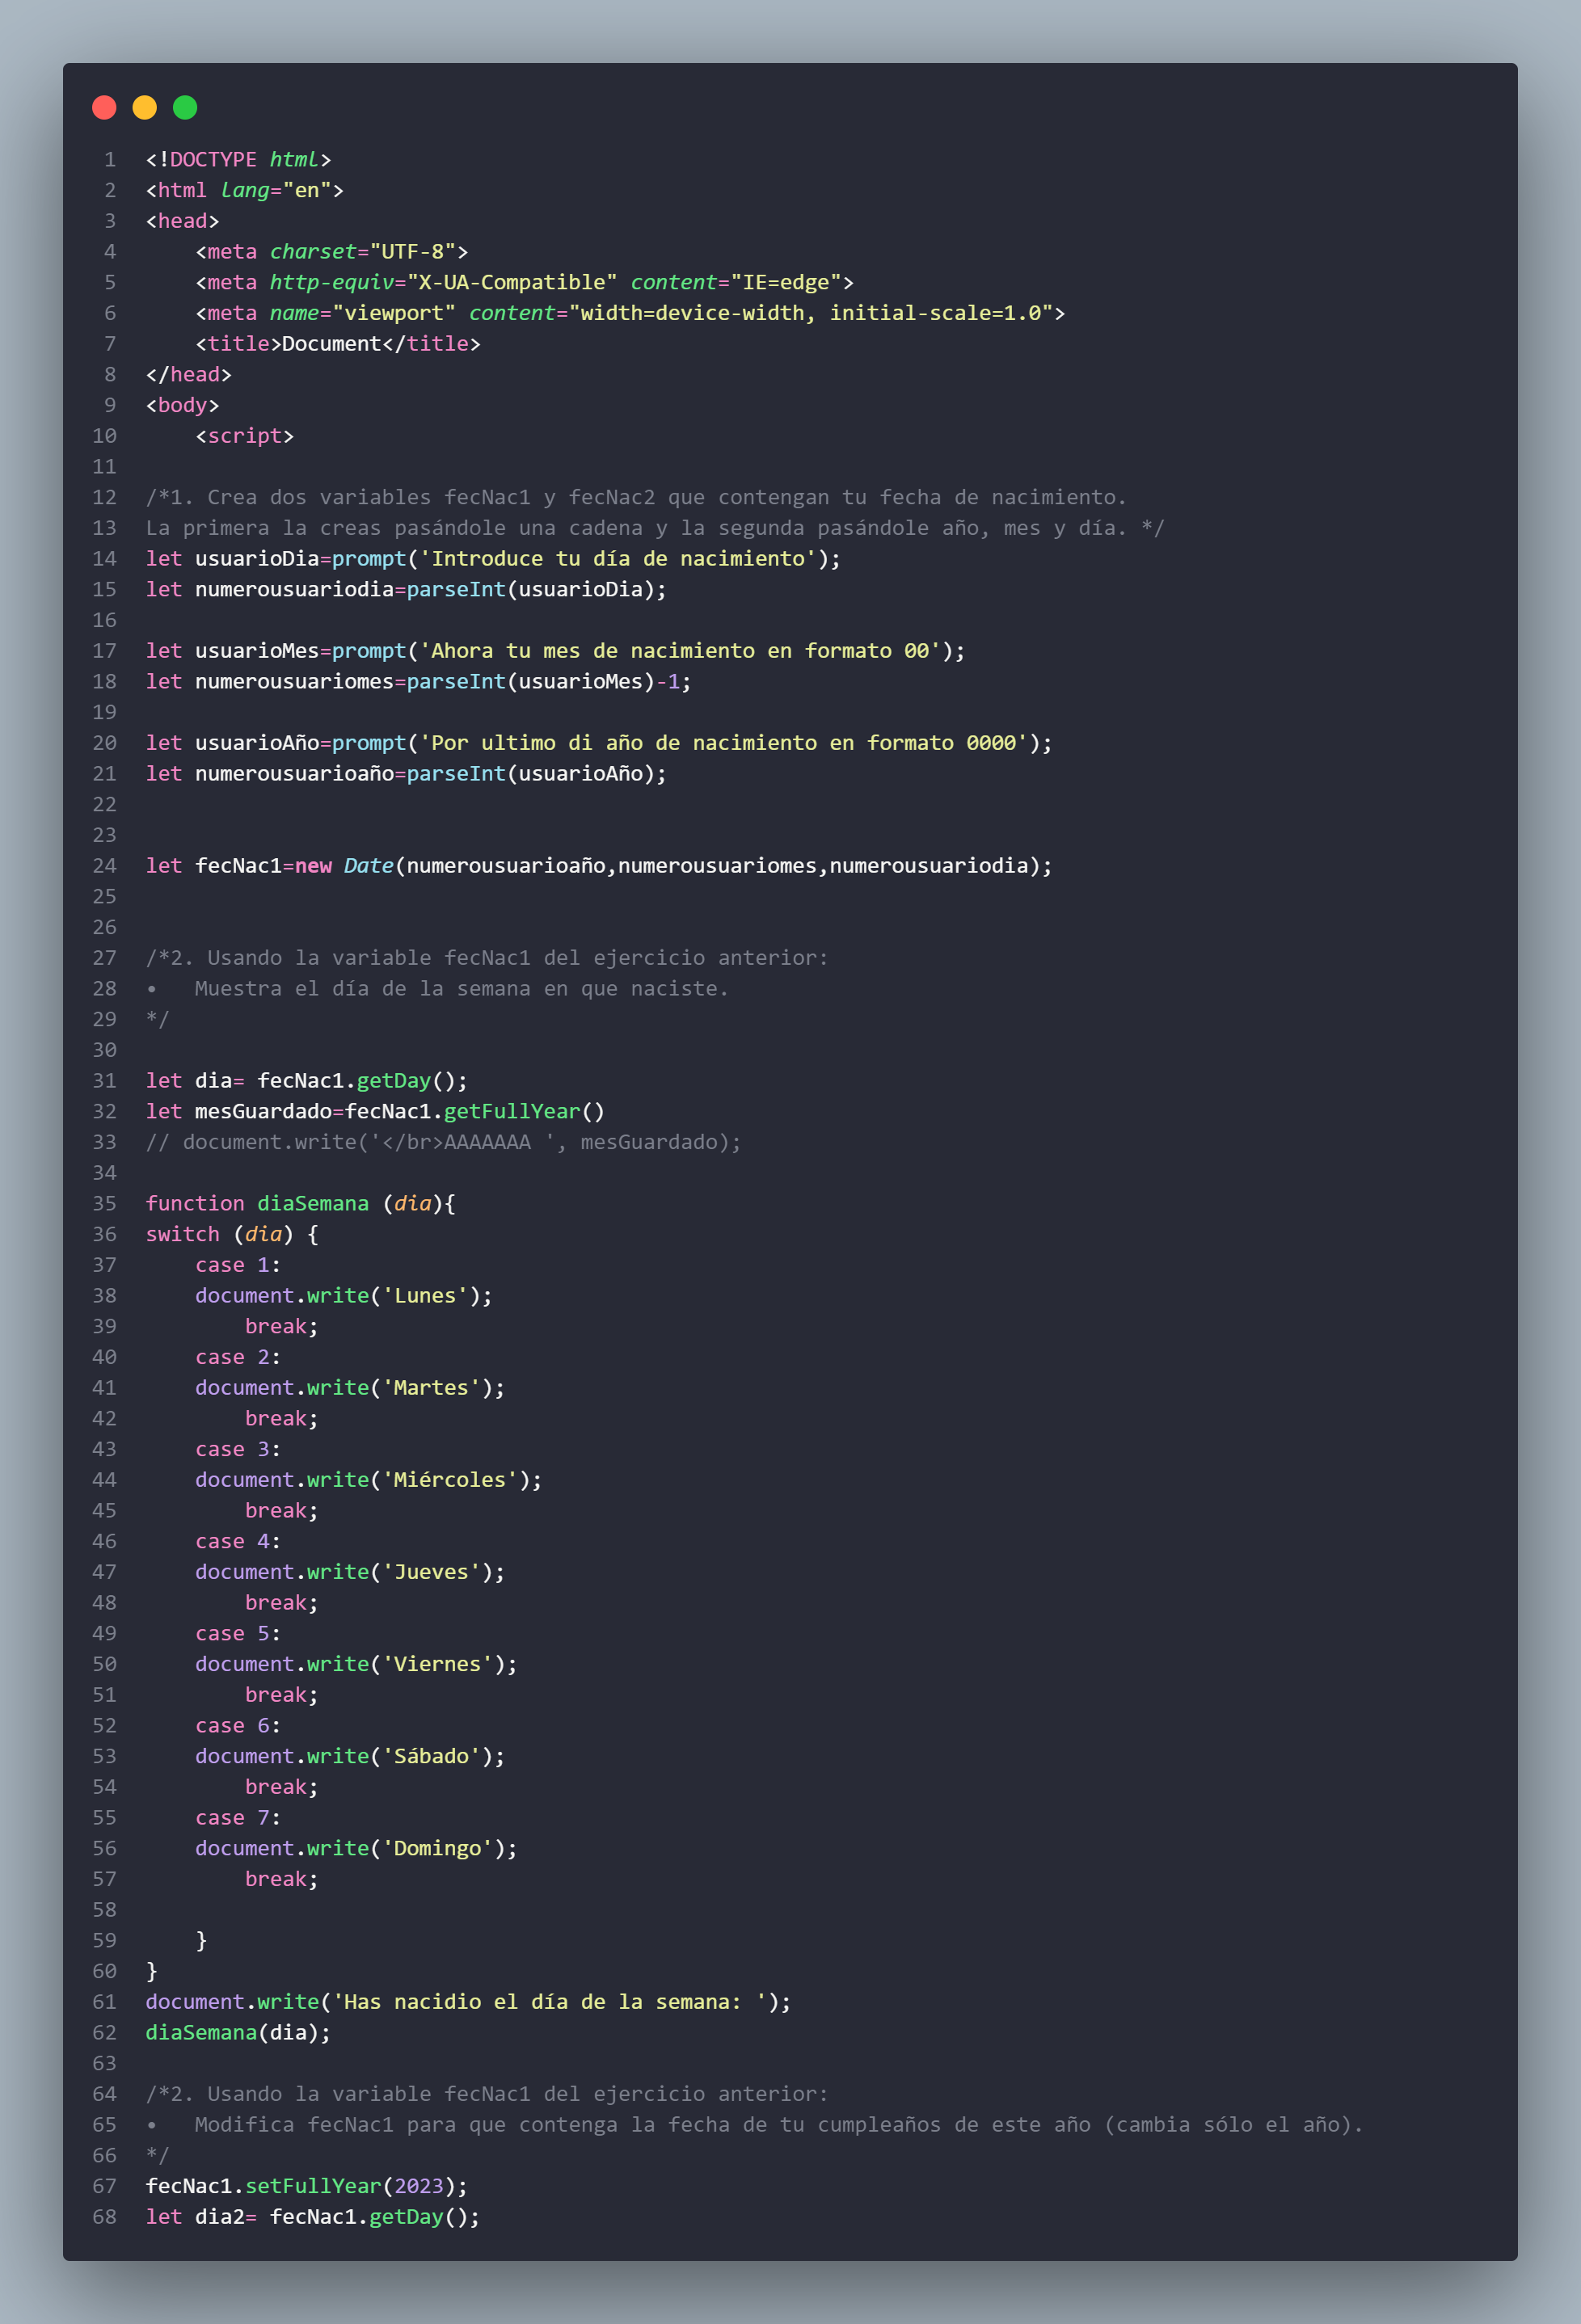 1 <!DOCTYPE html>
2 <html lang="en">
3 <head>
4     <meta charset="UTF-8">
5     <meta http-equiv="X-UA-Compatible" content="IE=edge">
6     <meta name="viewport" content="width=device-width, initial-scale=1.0">
7     <title>Document</title>
8 </head>
9 <body>
10     <script>
11
12 /*1. Crea dos variables fecNac1 y fecNac2 que contengan tu fecha de nacimiento.
13 La primera la creas pasándole una cadena y la segunda pasándole año, mes y día. */
14 let usuarioDia=prompt('Introduce tu día de nacimiento');
15 let numerousuariodia=parseInt(usuarioDia);
16
17 let usuarioMes=prompt('Ahora tu mes de nacimiento en formato 00');
18 let numerousuariomes=parseInt(usuarioMes)-1;
19
20 let usuarioAño=prompt('Por ultimo di año de nacimiento en formato 0000');
21 let numerousuarioaño=parseInt(usuarioAño);
22
23
24 let fecNac1=new Date(numerousuarioaño,numerousuariomes,numerousuariodia);
25
26
27 /*2. Usando la variable fecNac1 del ejercicio anterior:
28 •   Muestra el día de la semana en que naciste.
29 */
30
31 let dia= fecNac1.getDay();
32 let mesGuardado=fecNac1.getFullYear()
33 // document.write('</br>AAAAAAA ', mesGuardado);
34
35 function diaSemana (dia){
36 switch (dia) {
37     case 1:
38     document.write('Lunes');
39         break;
40     case 2:
41     document.write('Martes');
42         break;
43     case 3:
44     document.write('Miércoles');
45         break;
46     case 4:
47     document.write('Jueves');
48         break;
49     case 5:
50     document.write('Viernes');
51         break;
52     case 6:
53     document.write('Sábado');
54         break;
55     case 7:
56     document.write('Domingo');
57         break;
58
59     }
60 }
61 document.write('Has nacidio el día de la semana: ');
62 diaSemana(dia);
63
64 /*2. Usando la variable fecNac1 del ejercicio anterior:
65 •   Modifica fecNac1 para que contenga la fecha de tu cumpleaños de este año (cambia sólo el año).
66 */
67 fecNac1.setFullYear(2023);
68 let dia2= fecNac1.getDay();